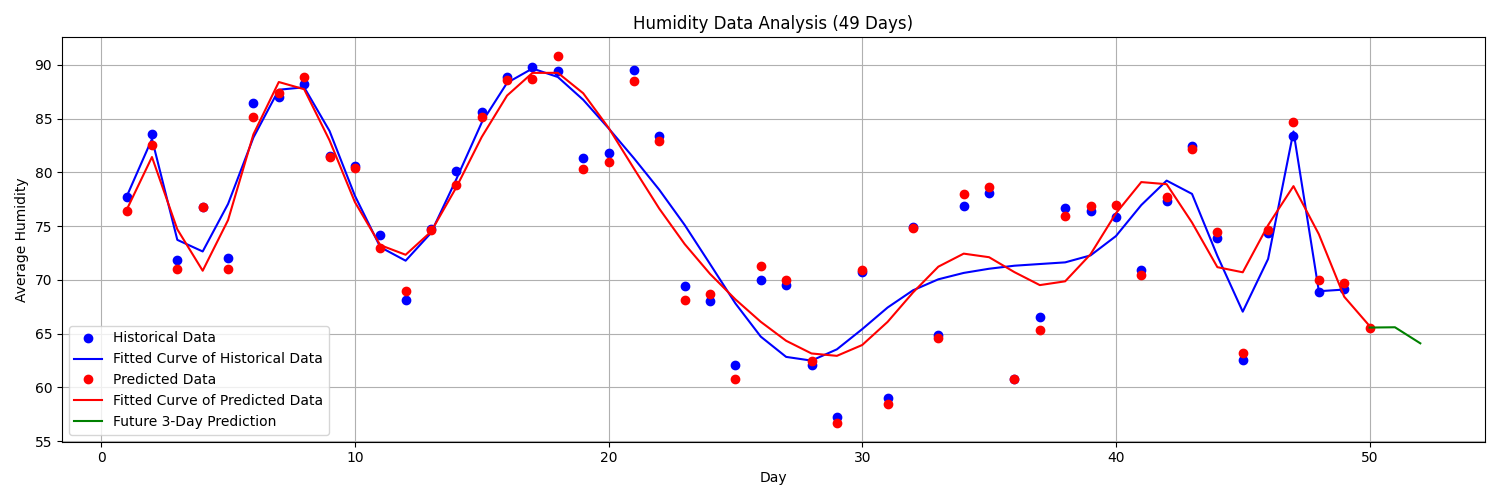 Humidity Data Analysis (49 Days)
Average Humidity
90
85
80
75
70
65
60
55
Historical Data
Fitted Curve of Historical Data
Predicted Data
Fitted Curve of Predicted Data
Future 3-Day Prediction
0 10 20 30 40 50
Day